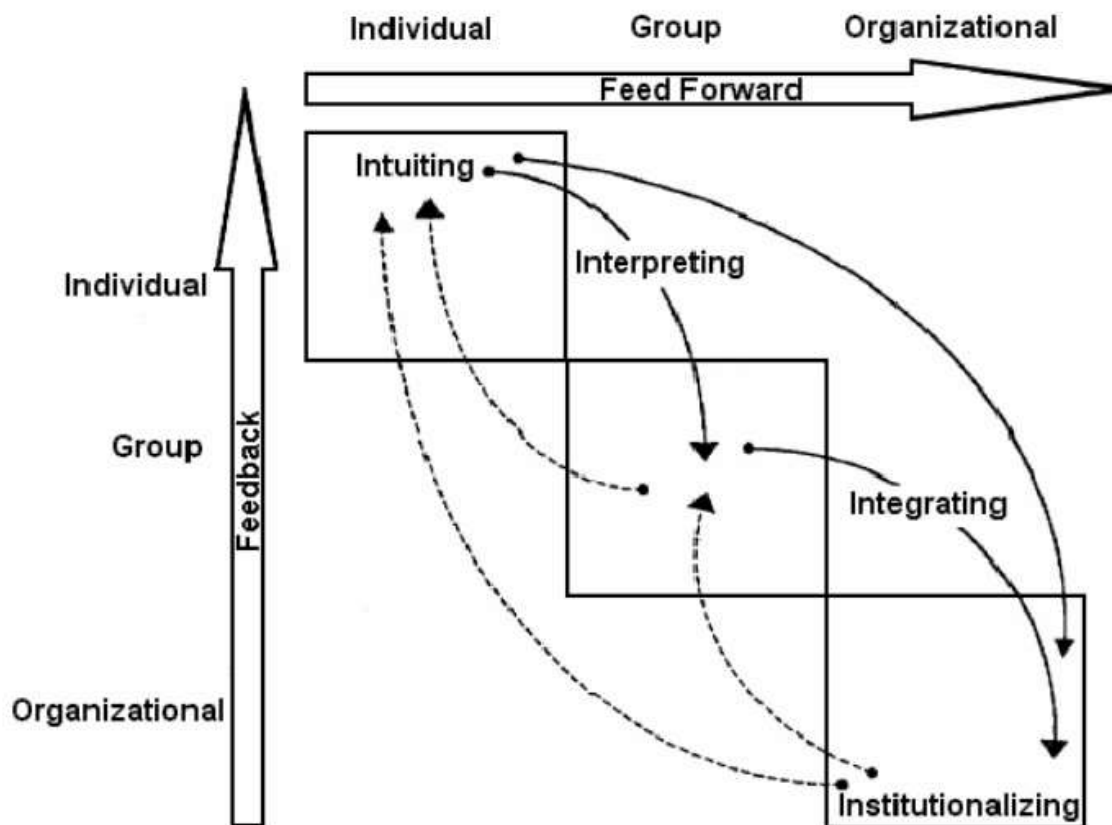 Individual Group Organizational
Feed Forward
Intuiting
Interpreting
Individual
Group
Feedback
Integrating
Organizational
Institutionalizing